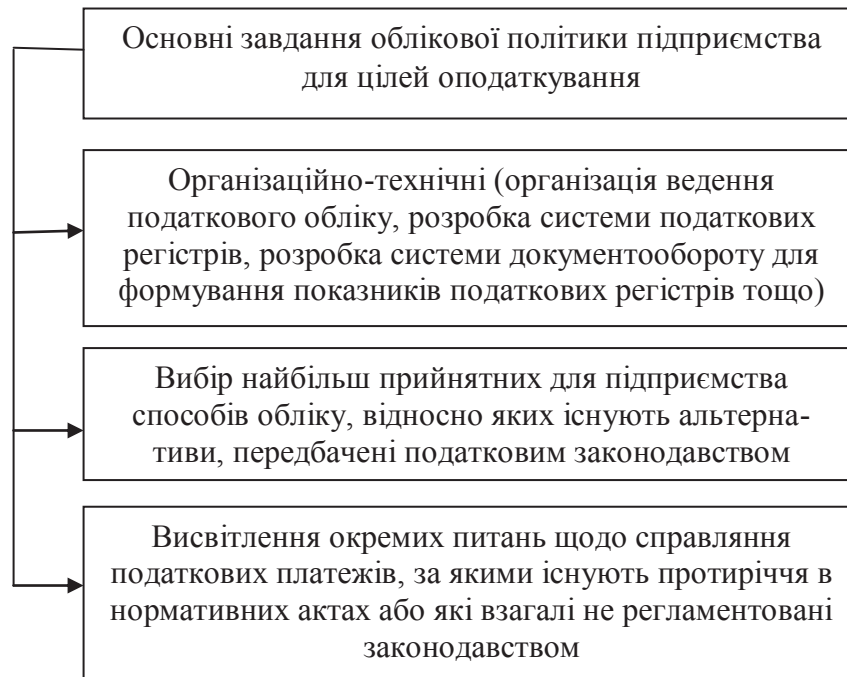 Основні завдання облікової політики підприємства
для цілей оподаткування
Організаційно-технічні (організація ведення
податкового обліку, розробка системи податкових
регістрів, розробка системи документообороту для
формування показників податкових регістрів тощо)
Вибір найбільш прийнятних для підприємства
способів обліку, відносно яких існують альтерна-
тиви, передбачені податковим законодавством
Висвітлення окремих питань щодо справляння
податкових платежів, за якими існують протиріччя в
нормативних актах або які взагалі не регламентовані
законодавством